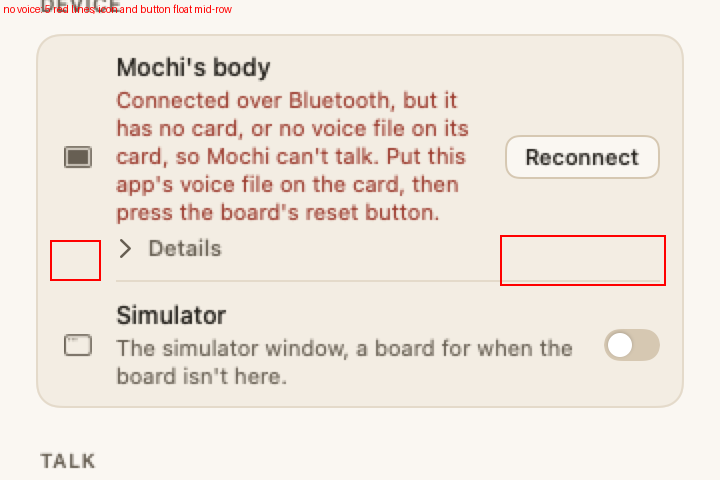 no voice: 5 red lines, icon and button float mid-row
DEVICE
Mochi's body
Connected over Bluetooth, but it
has no card, or no voice file on its
card, so Mochi can't talk. Put this
app's voice file on the card, then
press the board's reset button.
Reconnect
Details
Simulator
The simulator window, a board for when the
board isn't here.
TALK